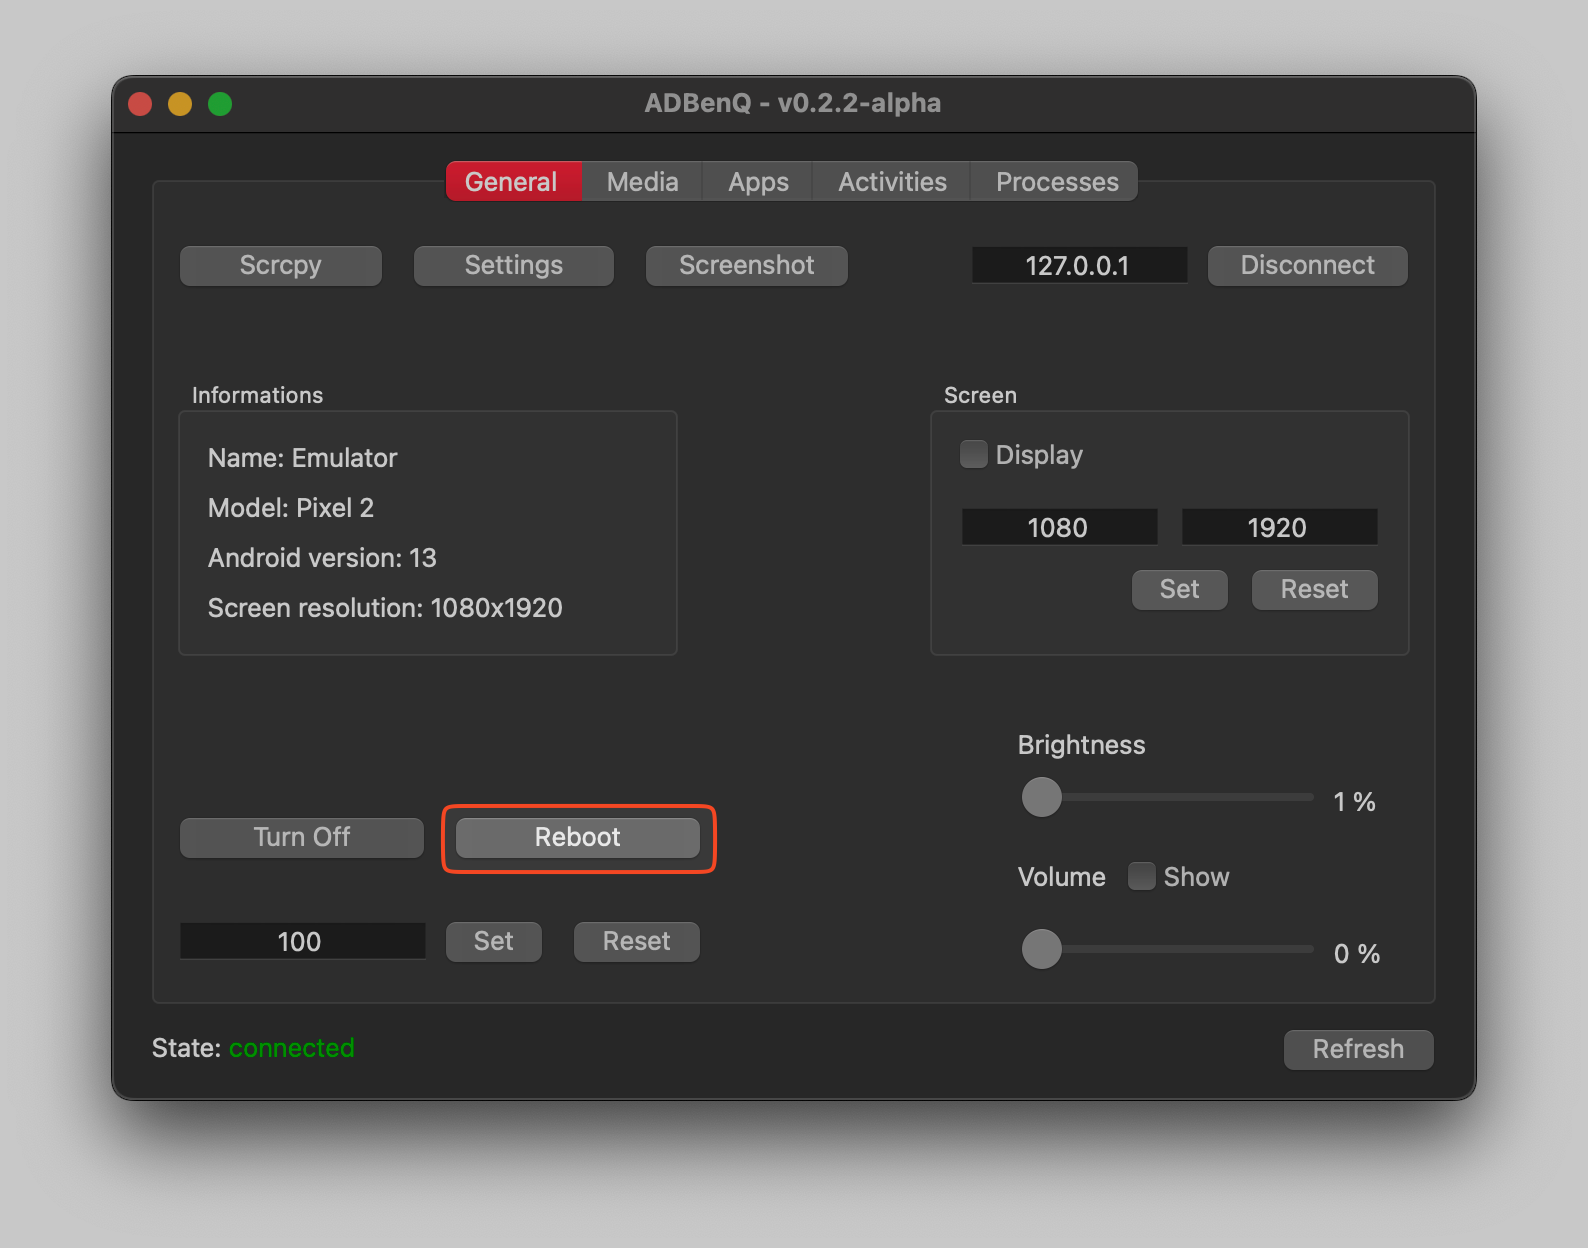 ADBenQ - v0.2.2-alpha
General Media Apps Activities Processes
Scrcpy Settings Screenshot 127.0.0.1 Disconnect
Informations
Name: Emulator
Model: Pixel 2
Android version: 13
Screen resolution: 1080x1920
Screen
Display
1080 1920
Set Reset
Brightness
1 %
Turn Off Reboot
Volume Show
100 Set Reset
0 %
State: connected
Refresh